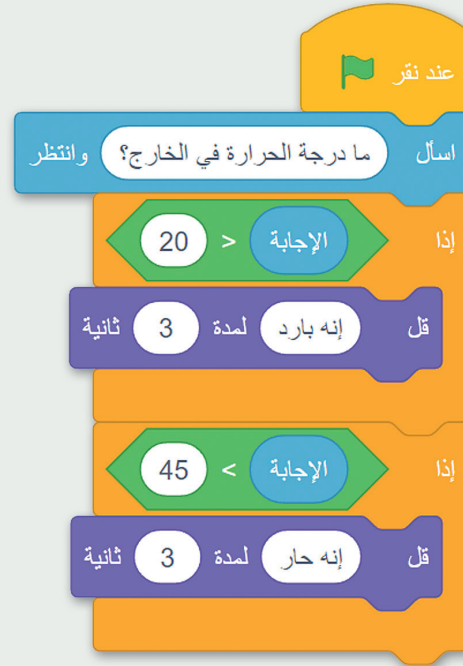 عند نقر
اسأل ما درجة الحرارة في الخارج؟ وانتظر
إذا الإجابة < 20
قل إنه بارد لمدة 3 ثانية
إذا الإجابة > 45
قل إنه حار لمدة 3 ثانية